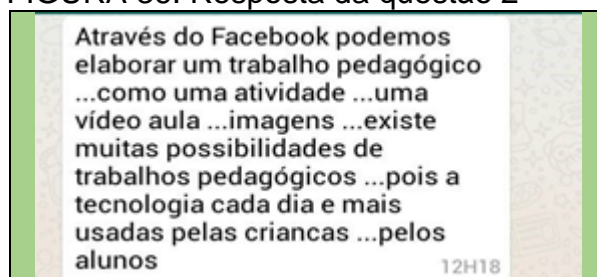 FIGURA 36: Resposta da questão 2
Através do Facebook podemos
elaborar um trabalho pedagógico
...como uma atividade ...uma
vídeo aula ...imagens ...existe
muitas possibilidades de
trabalhos pedagógicos ...pois a
tecnologia cada dia e mais
usadas pelas criancas ...pelos
alunos
12H18